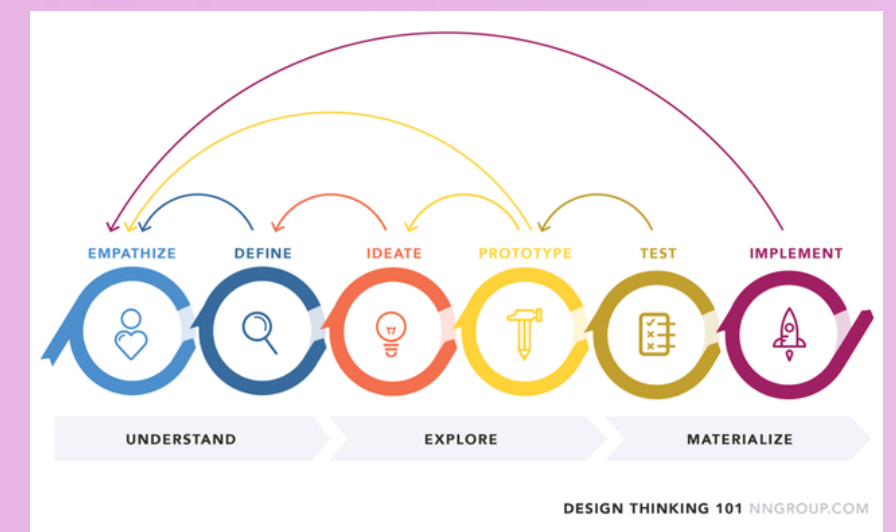 EMPATHIZE DEFINE IDEATE PROTOTYPE TEST IMPLEMENT
UNDERSTAND EXPLORE MATERIALIZE
DESIGN THINKING 101 NNGROUP.COM